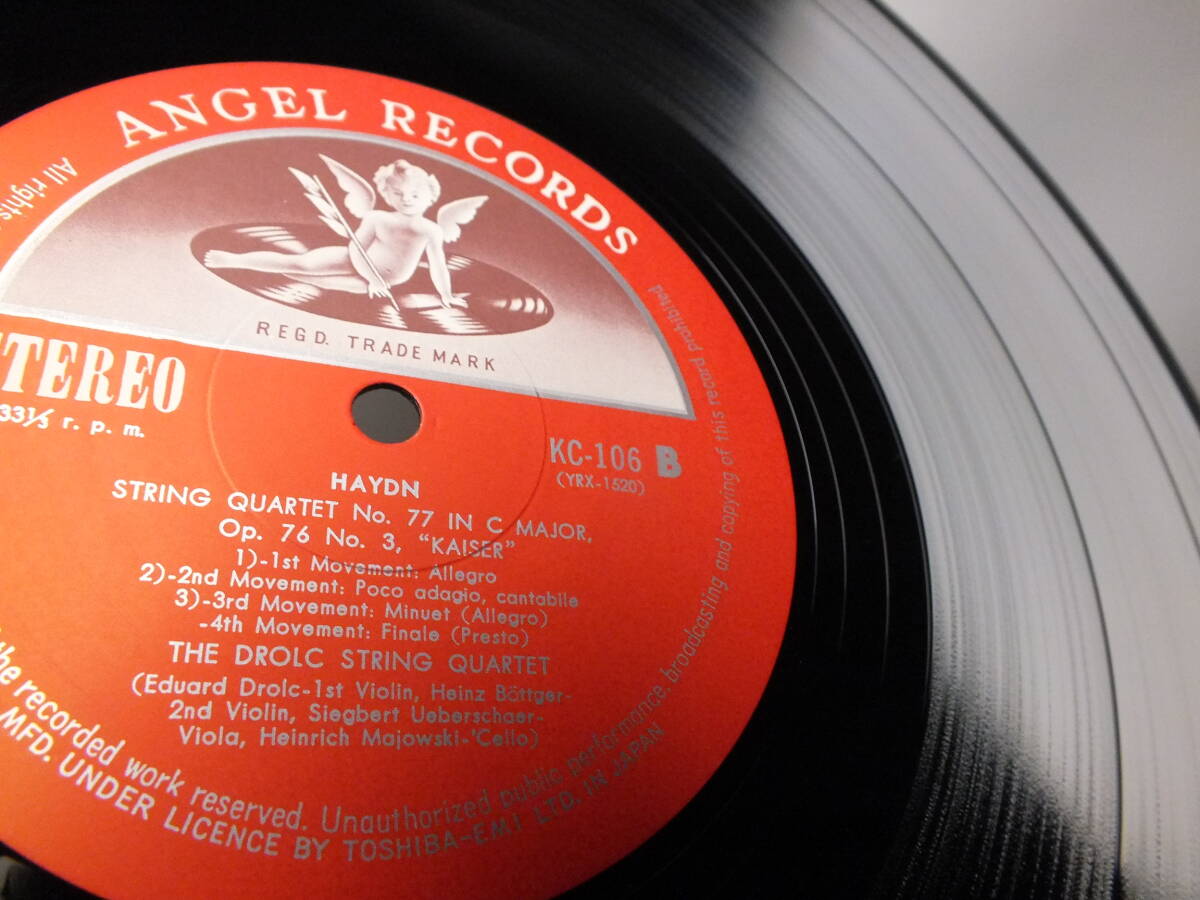 ANGEL RECORDS
REGD. TRADE MARK
STEREO
33⅓ r. p. m.
KC-106 B
(YRX-1520)
HAYDN
STRING QUARTET No. 77 IN C MAJOR,
Op. 76 No. 3, “KAISER”
1)-1st Movement: Allegro
2)-2nd Movement: Poco adagio, cantabile
3)-3rd Movement: Minuet (Allegro)
-4th Movement: Finale (Presto)
THE DROLC STRING QUARTET
(Eduard Drolc-1st Violin, Heinz Böttger-
2nd Violin, Siegbert Ueberschaer-
Viola, Heinrich Majowski-'Cello)
All rights
the recorded work reserved. Unauthorized public performance, broadcasting and copying of this record prohibited
MFD. UNDER LICENCE BY TOSHIBA-EMI LTD. IN JAPAN